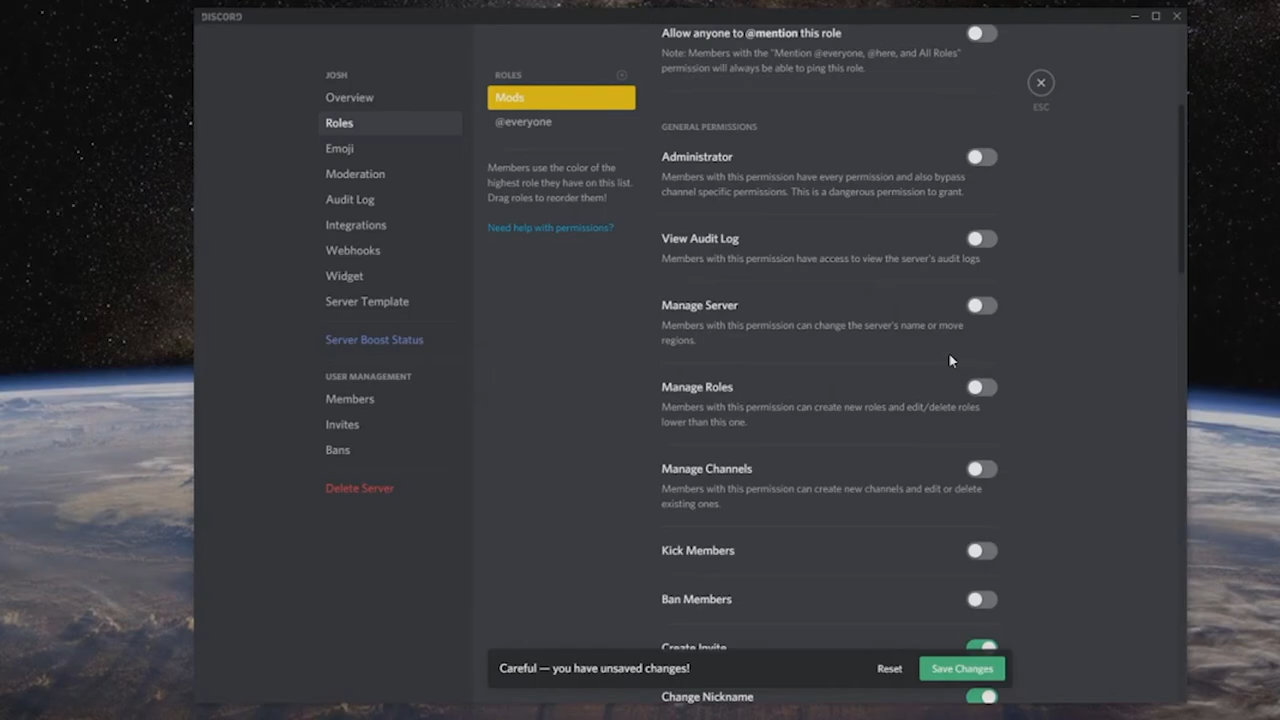 DISCORD
JOSH
Overview
Roles
Emoji
Moderation
Audit Log
Integrations
Webhooks
Widget
Server Template
Server Boost Status
USER MANAGEMENT
Members
Invites
Bans
Delete Server
ROLES
Mods
@everyone
Members use the color of the
highest role they have on this list.
Drag roles to reorder them!
Need help with permissions?
Allow anyone to @mention this role
Note: Members with the "Mention @everyone, @here, and All Roles"
permission will always be able to ping this role.
GENERAL PERMISSIONS
Administrator
Members with this permission have every permission and also bypass
channel specific permissions. This is a dangerous permission to grant.
View Audit Log
Members with this permission have access to view the server's audit logs
Manage Server
Members with this permission can change the server's name or move
regions.
Manage Roles
Members with this permission can create new roles and edit/delete roles
lower than this one.
Manage Channels
Members with this permission can create new channels and edit or delete
existing ones.
Kick Members
Ban Members
Create Invite
Careful — you have unsaved changes!
Reset
Save Changes
Change Nickname
ESC